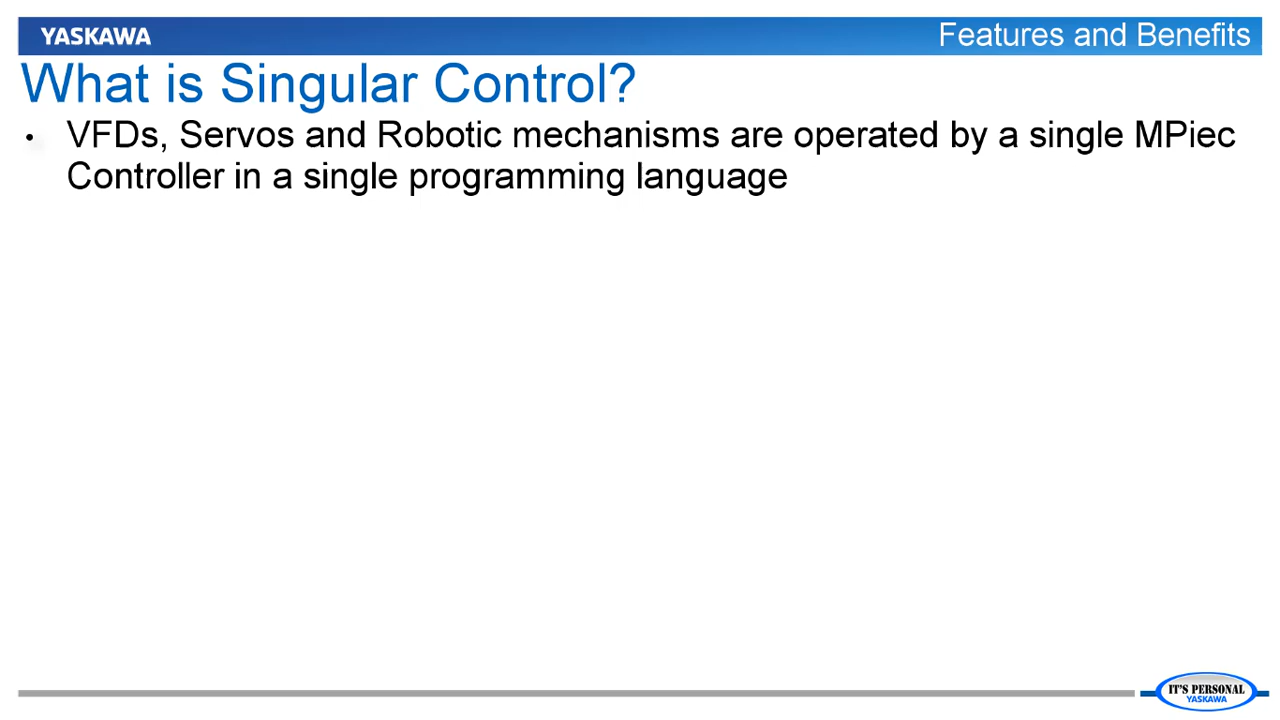 YASKAWA
Features and Benefits
What is Singular Control?
• VFDs, Servos and Robotic mechanisms are operated by a single MPiec
Controller in a single programming language
IT'S PERSONAL
YASKAWA